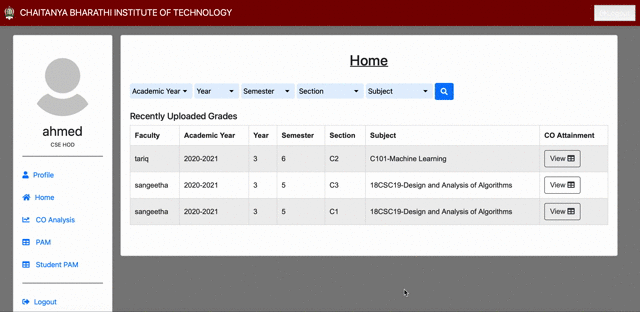 CHAITANYA BHARATHI INSTITUTE OF TECHNOLOGY
ahmed
CSE HOD
Profile
Home
CO Analysis
PAM
Student PAM
Logout
Home
Academic Year Year Semester Section Subject
Recently Uploaded Grades
Faculty Academic Year Year Semester Section Subject CO Attainment
tariq 2020-2021 3 6 C2 C101-Machine Learning View
sangeetha 2020-2021 3 5 C3 18CSC19-Design and Analysis of Algorithms View
sangeetha 2020-2021 3 5 C1 18CSC19-Design and Analysis of Algorithms View